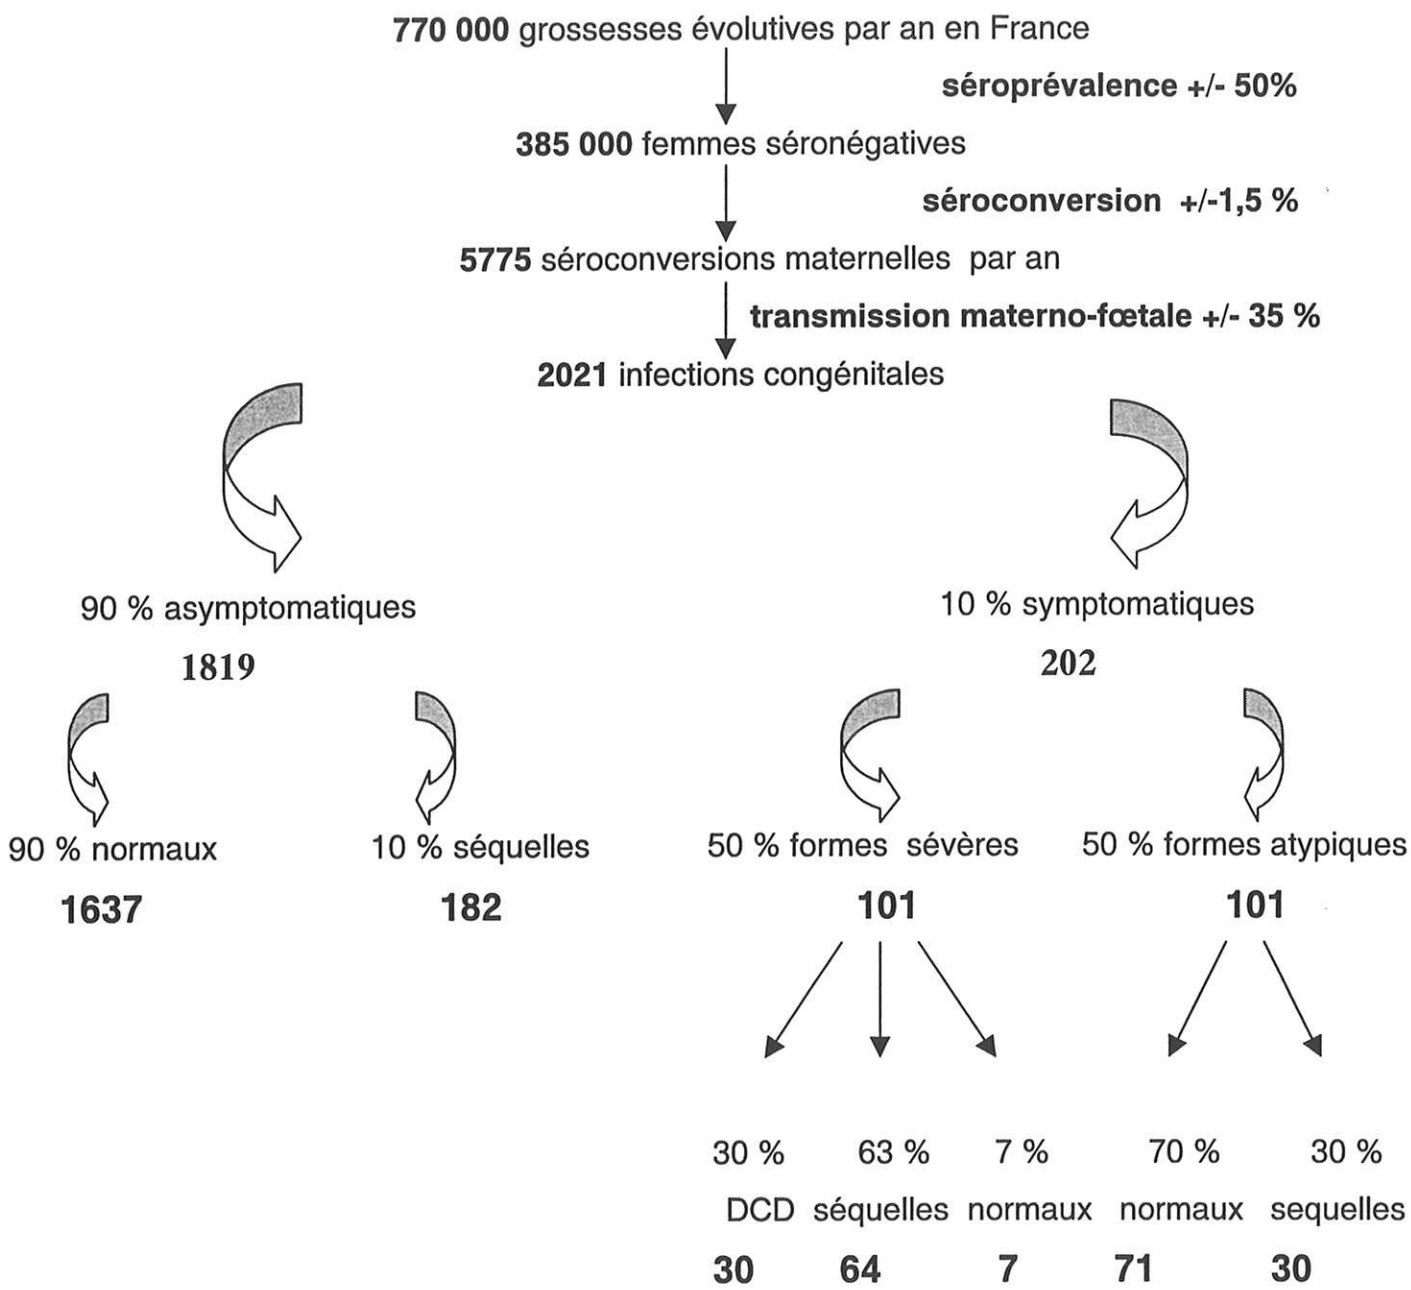 770 000 grossesses évolutives par an en France
séroprévalence +/- 50%
385 000 femmes séronégatives
séroconversion +/-1,5 %
5775 séroconversions maternelles par an
transmission materno-fœtale +/- 35 %
2021 infections congénitales
90 % asymptomatiques
1819
10 % symptomatiques
202
90 % normaux
1637
10 % séquelles
182
50 % formes sévères
101
50 % formes atypiques
101
30 % 63 % 7 % 70 % 30 %
DCD séquelles normaux normaux sequelles
30 64 7 71 30